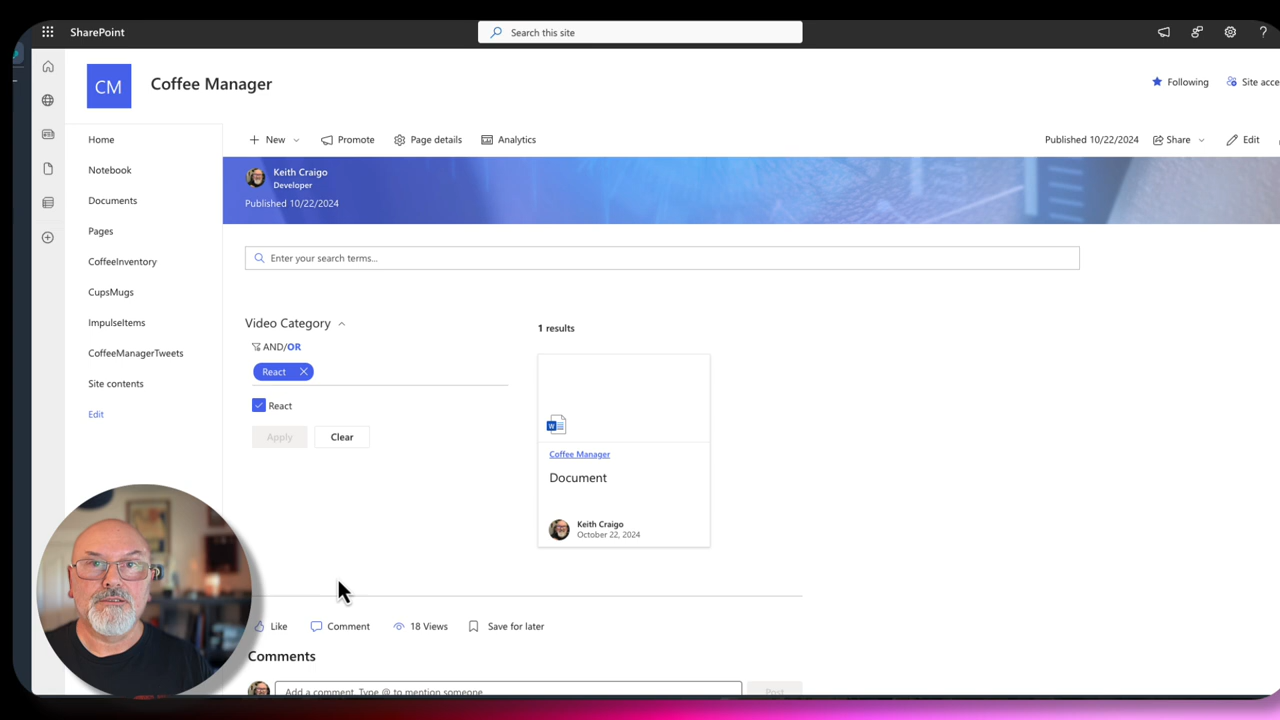 SharePoint
Search this site
CM
Coffee Manager
Following
Site acce
Home
Notebook
Documents
Pages
CoffeeInventory
CupsMugs
ImpulseItems
CoffeeManagerTweets
Site contents
Edit
New
Promote
Page details
Analytics
Published 10/22/2024
Share
Edit
Keith Craigo
Developer
Published 10/22/2024
Enter your search terms...
Video Category
AND/OR
React
React
Apply
Clear
1 results
Coffee Manager
Document
Keith Craigo
October 22, 2024
Like
Comment
18 Views
Save for later
Comments
Add a comment. Type @ to mention someone
Post